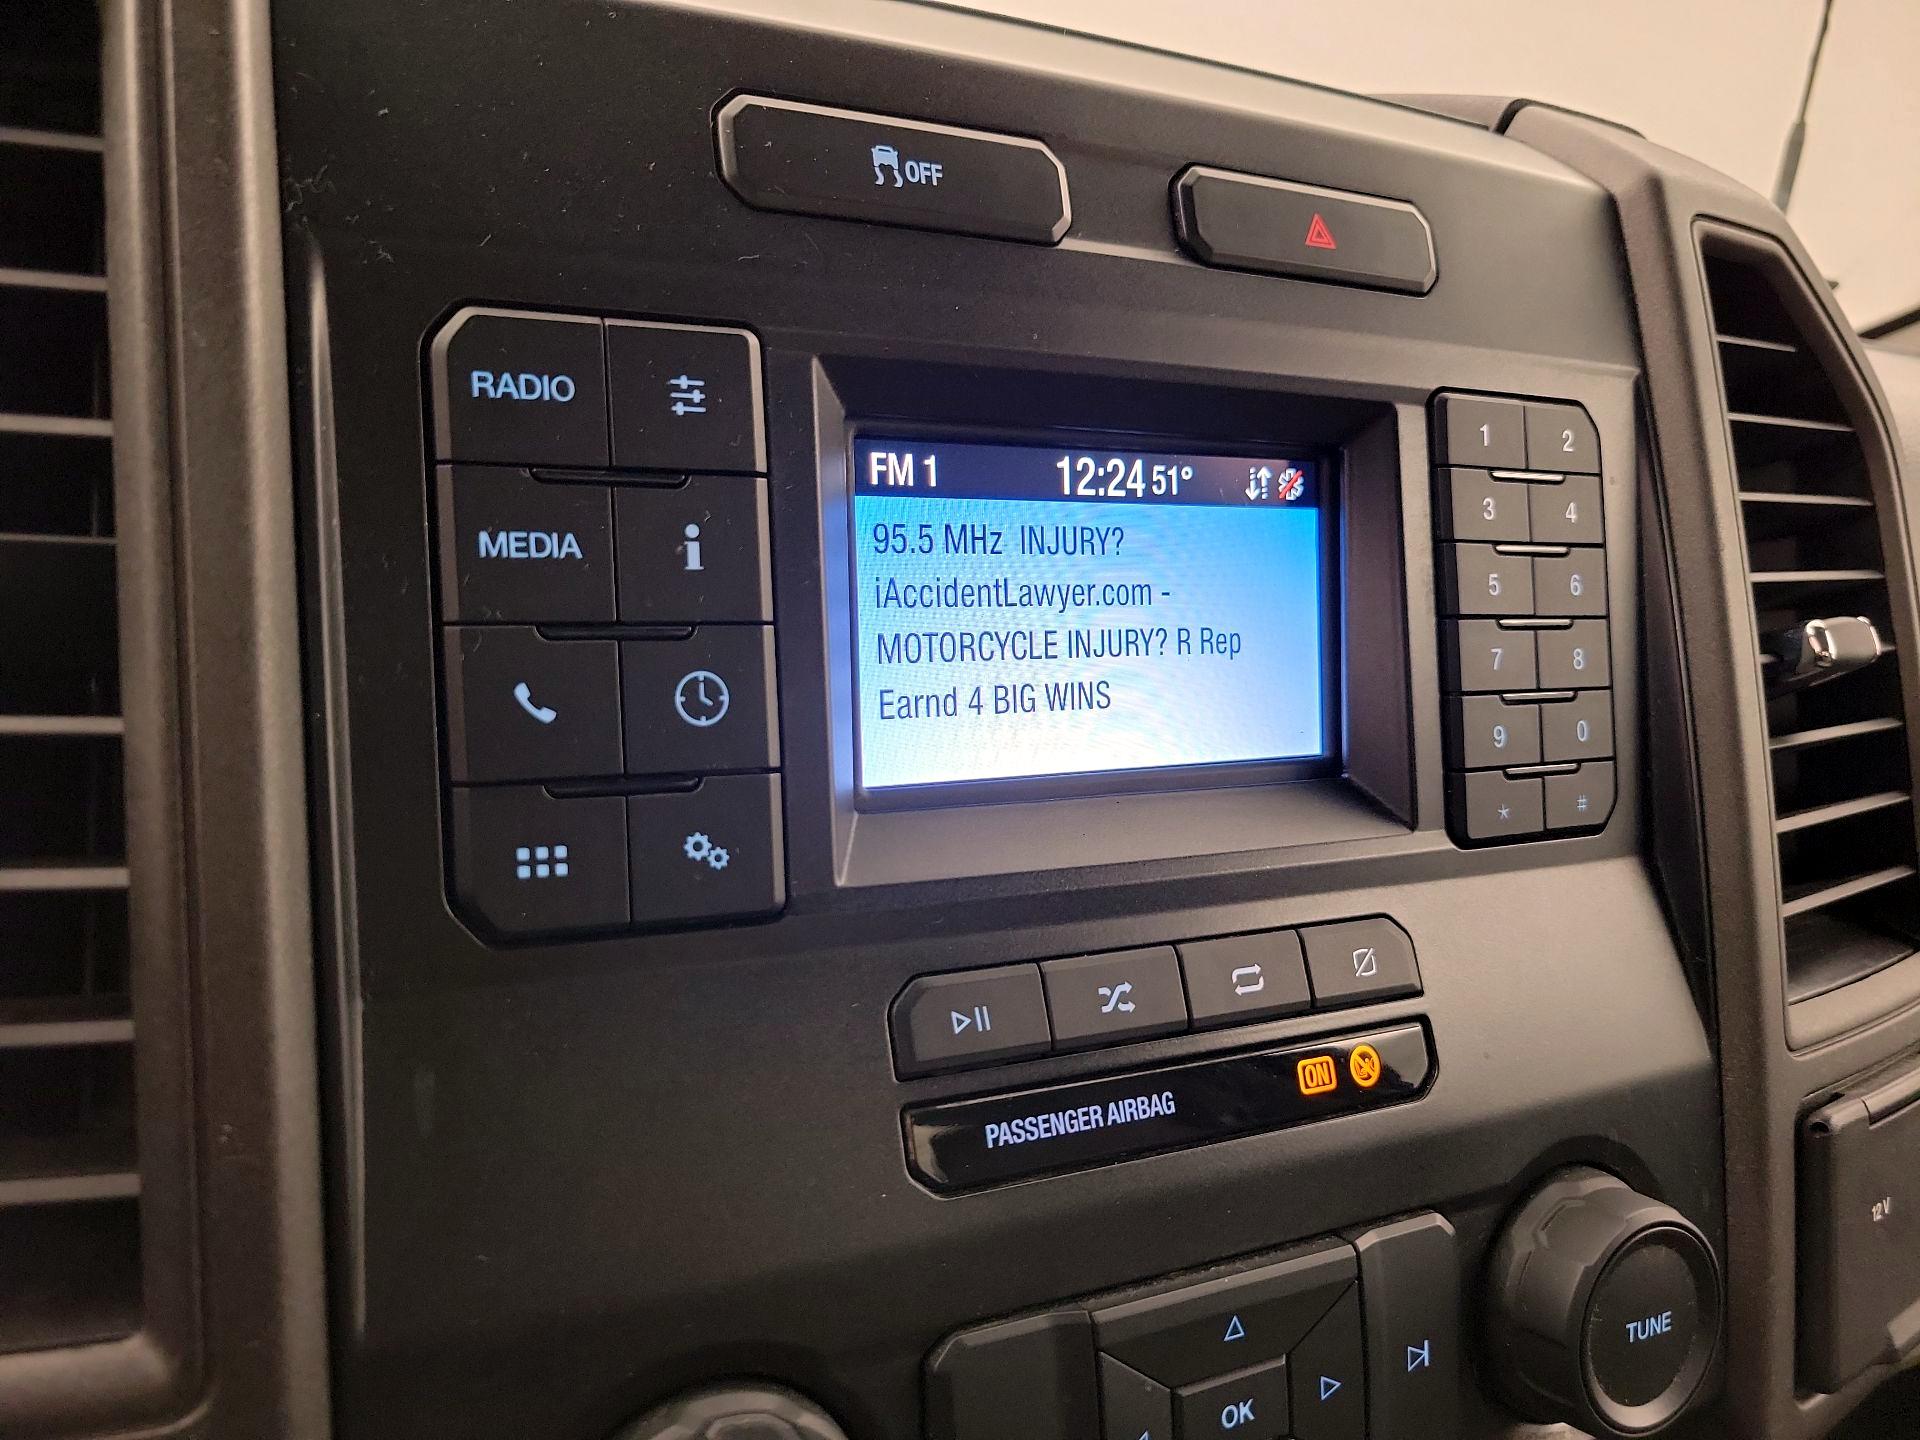 OFF
RADIO
MEDIA
FM 1 12:24 51°
95.5 MHz INJURY?
iAccidentLawyer.com -
MOTORCYCLE INJURY? R Rep
Earnd 4 BIG WINS
1 2
3 4
5 6
7 8
9 0
* #
PASSENGER AIRBAG ON
12V
TUNE
OK